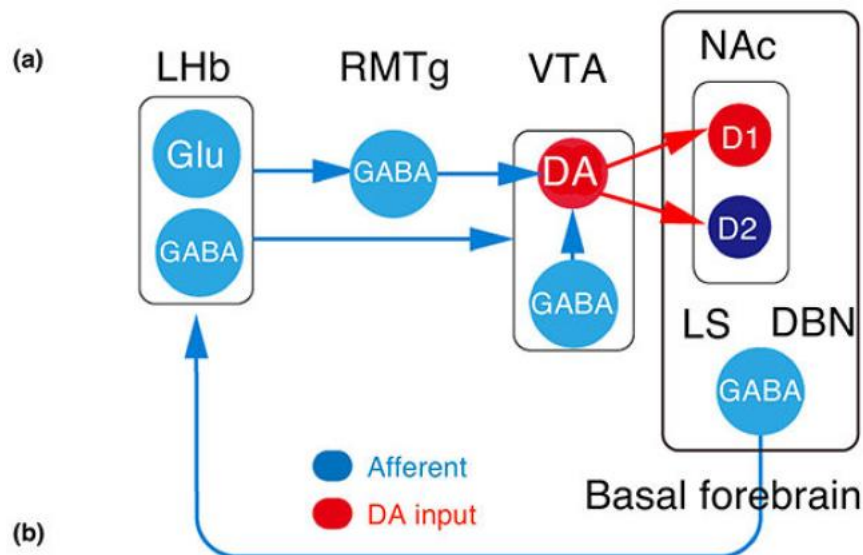 (a)
LHb
RMTg
VTA
NAc
Glu
GABA
GABA
DA
GABA
D1
D2
LS
DBN
GABA
Afferent
DA input
Basal forebrain
(b)